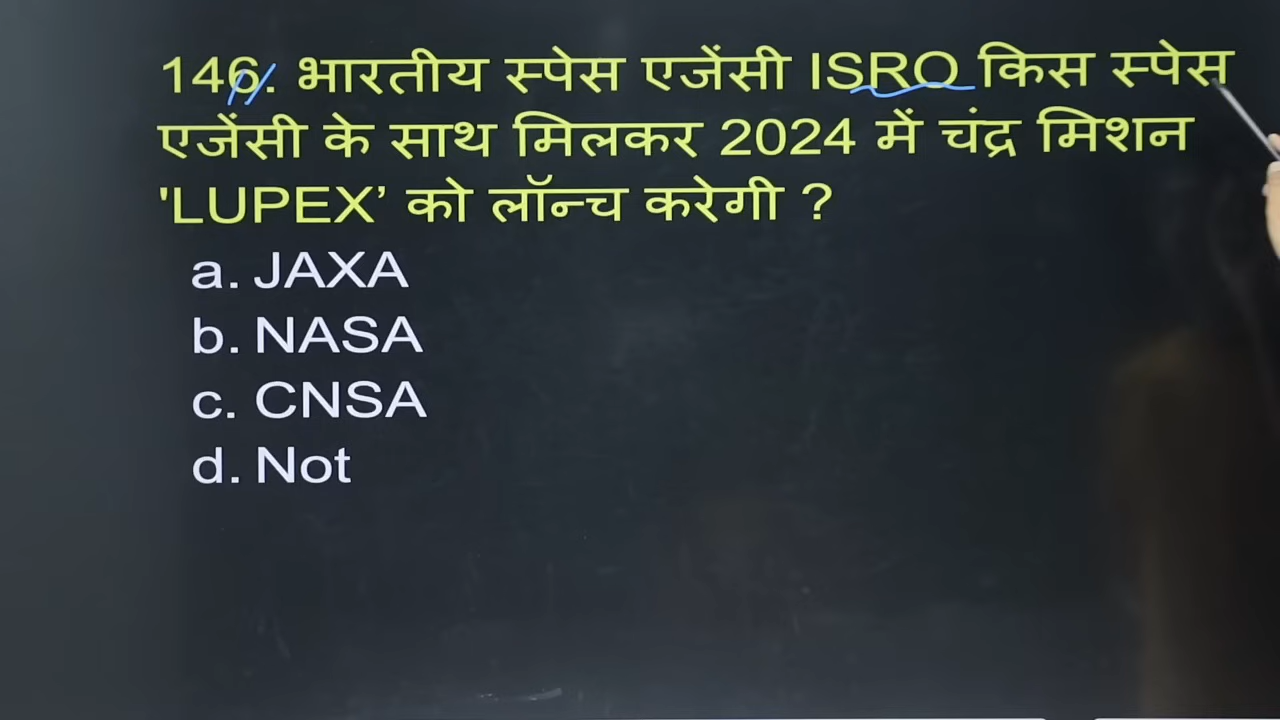 146. भारतीय स्पेस एजेंसी ISRO किस स्पेस
एजेंसी के साथ मिलकर 2024 में चंद्र मिशन
'LUPEX’ को लॉन्च करेगी ?
a. JAXA
b. NASA
c. CNSA
d. Not